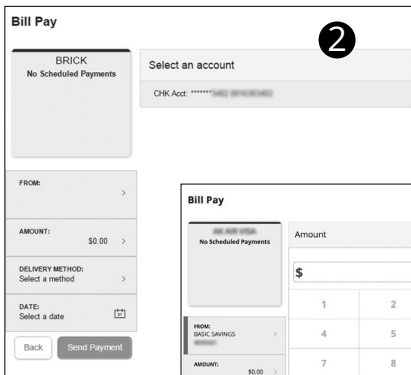 Bill Pay
2
BRICK
No Scheduled Payments
Select an account
CHK Acct: *******
FROM:
>
AMOUNT:
$0.00 >
DELIVERY METHOD:
Select a method >
DATE:
Select a date
31
Back
Send Payment
Bill Pay
No Scheduled Payments
Amount
$
1 2
FROM:
BASIC SAVINGS >
4 5
AMOUNT:
$0.00 >
7 8